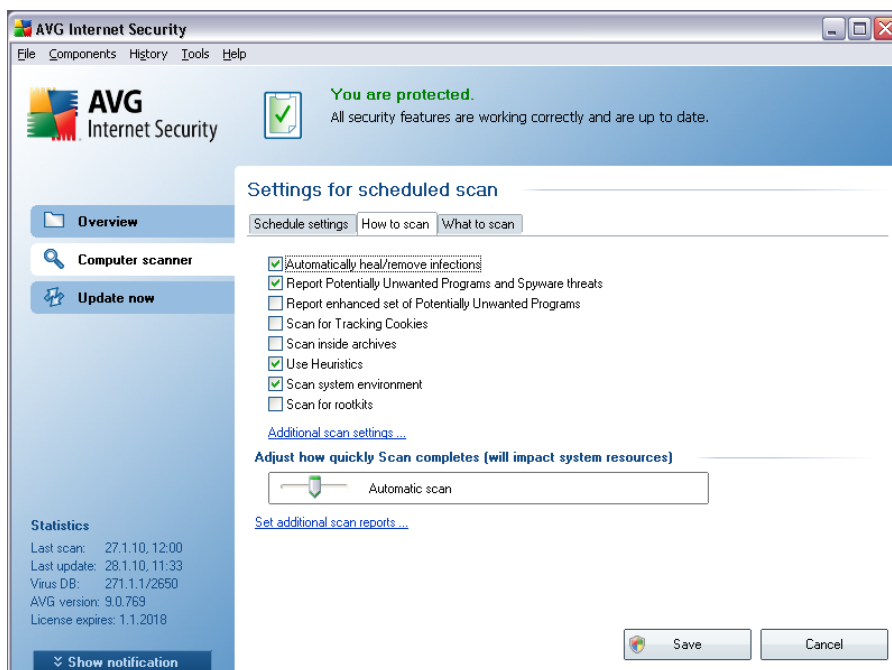 AVG Internet Security
File Components History Tools Help
AVG
Internet Security
You are protected.
All security features are working correctly and are up to date.
Overview
Computer scanner
Update now
Settings for scheduled scan
Schedule settings How to scan What to scan
Automatically heal/remove infections
Report Potentially Unwanted Programs and Spyware threats
Report enhanced set of Potentially Unwanted Programs
Scan for Tracking Cookies
Scan inside archives
Use Heuristics
Scan system environment
Scan for rootkits
Additional scan settings ...
Adjust how quickly Scan completes (will impact system resources)
Automatic scan
Set additional scan reports ...
Statistics
Last scan: 27.1.10, 12:00
Last update: 28.1.10, 11:33
Virus DB: 271.1.1/2650
AVG version: 9.0.769
License expires: 1.1.2018
Show notification
Save Cancel